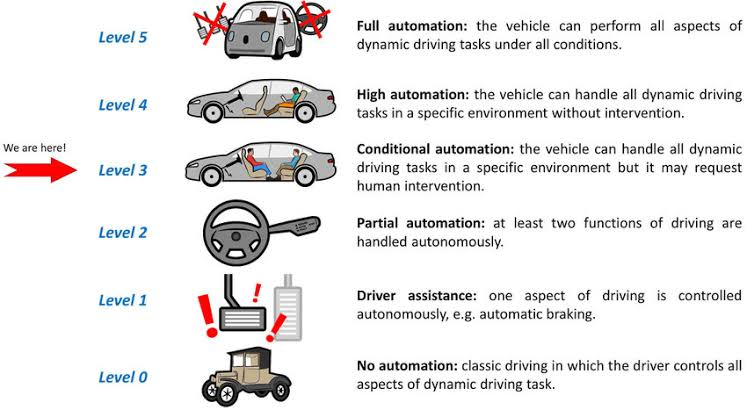 Level 5
Full automation: the vehicle can perform all aspects of
dynamic driving tasks under all conditions.
Level 4
High automation: the vehicle can handle all dynamic driving
tasks in a specific environment without intervention.
We are here!
Level 3
Conditional automation: the vehicle can handle all dynamic
driving tasks in a specific environment but it may request
human intervention.
Level 2
Partial automation: at least two functions of driving are
handled autonomously.
Level 1
Driver assistance: one aspect of driving is controlled
autonomously, e.g. automatic braking.
Level 0
No automation: classic driving in which the driver controls all
aspects of dynamic driving task.